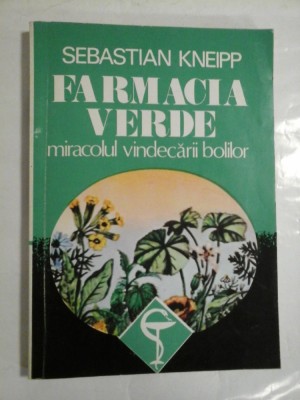 SEBASTIAN KNEIPP
FARMACIA
VERDE
miracolul vindecării bolilor